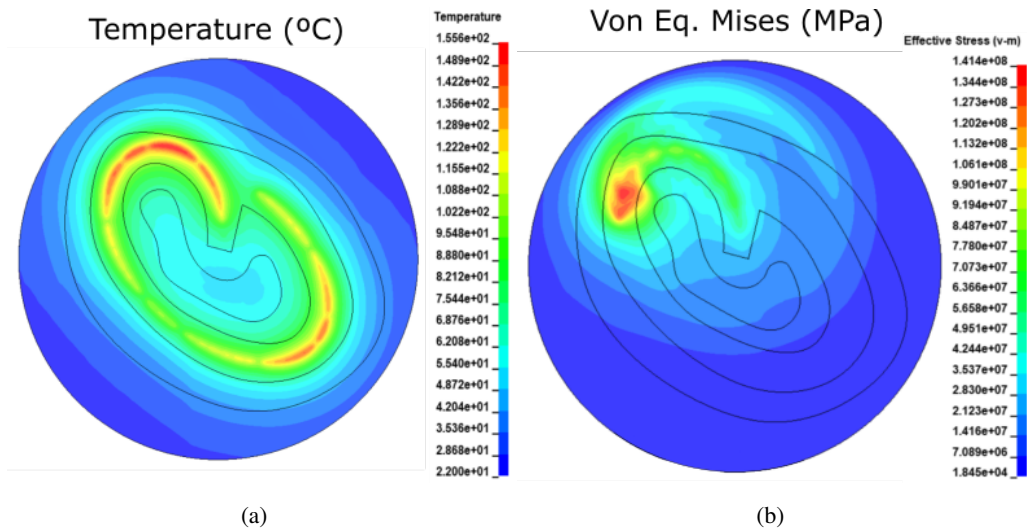 Temperature (ºC)
Temperature
1.556e+02
1.489e+02
1.422e+02
1.356e+02
1.289e+02
1.222e+02
1.155e+02
1.088e+02
1.022e+02
9.548e+01
8.880e+01
8.212e+01
7.544e+01
6.876e+01
6.208e+01
5.540e+01
4.872e+01
4.204e+01
3.536e+01
2.868e+01
2.200e+01
(a)
Von Eq. Mises (MPa)
Effective Stress (v-m)
1.414e+08
1.344e+08
1.273e+08
1.202e+08
1.132e+08
1.061e+08
9.901e+07
9.194e+07
8.487e+07
7.780e+07
7.073e+07
6.366e+07
5.658e+07
4.951e+07
4.244e+07
3.537e+07
2.830e+07
2.123e+07
1.416e+07
7.089e+06
1.845e+04
(b)